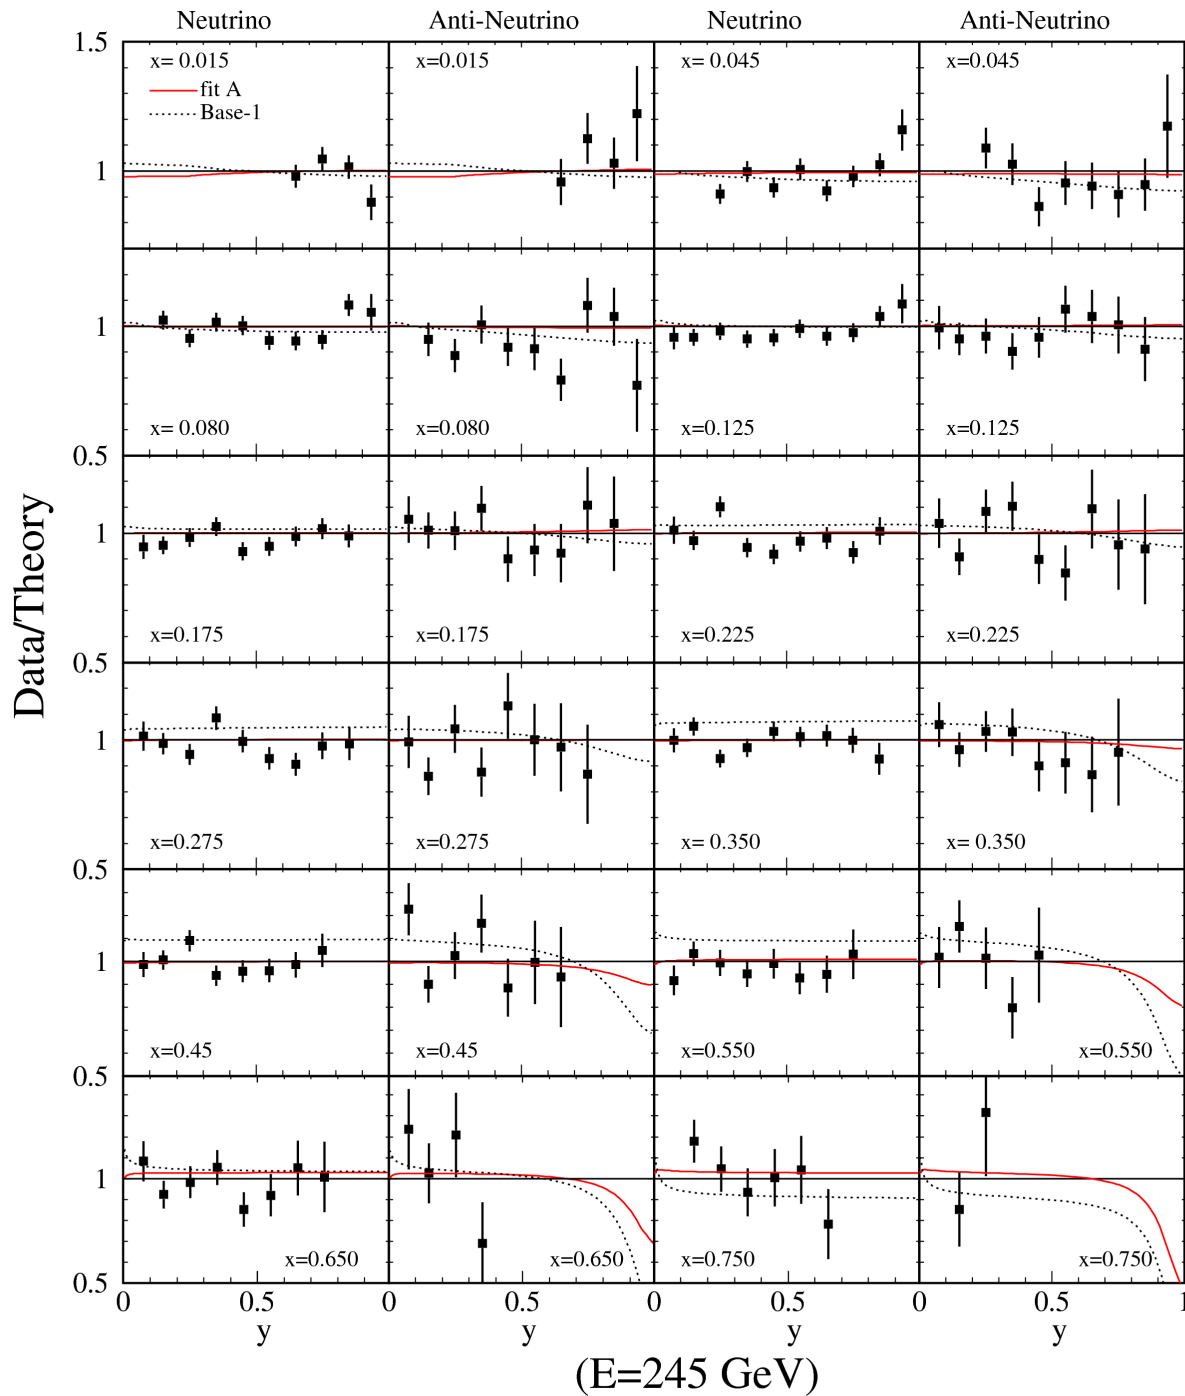 Neutrino Anti-Neutrino Neutrino Anti-Neutrino
1.5
x= 0.015 x=0.015 x=0.045 x=0.045
fit A
Base-1
1
1
x= 0.080 x=0.080 x=0.125 x=0.125
0.5
1
x=0.175 x=0.175 x=0.225 x=0.225
0.5
1
x=0.275 x=0.275 x=0.350 x= 0.350
0.5
1
x=0.45 x=0.45 x=0.550 x=0.550
0.5
1
x=0.650 x=0.650 x=0.750 x=0.750
0.5
0 0.5 0 0.5 0 0.5 0 0.5 1
y y y y
Data/Theory
(E=245 GeV)